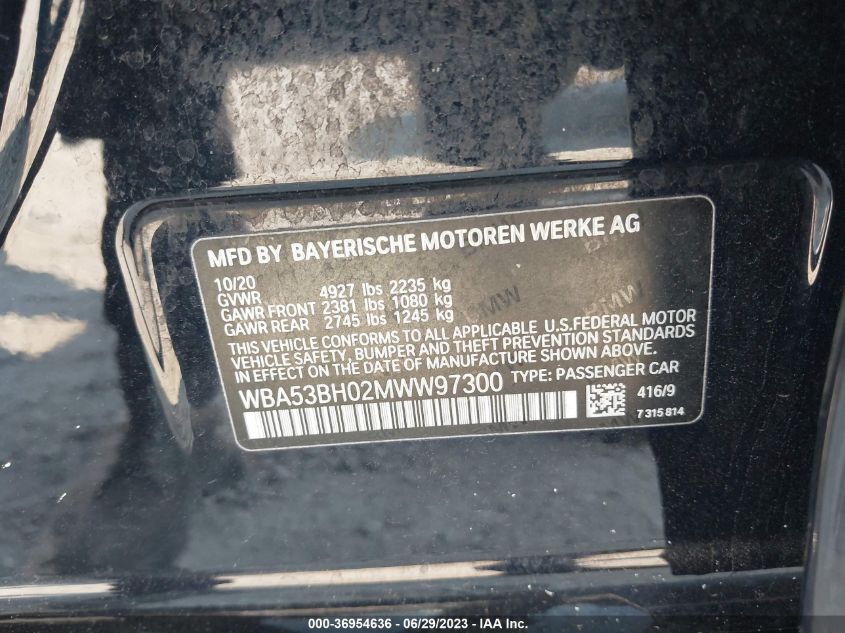 MFD BY BAYERISCHE MOTOREN WERKE AG
10/20
GVWR 4927 lbs 2235 kg
GAWR FRONT 2381 lbs 1080 kg
GAWR REAR 2745 lbs 1245 kg
THIS VEHICLE CONFORMS TO ALL APPLICABLE U.S.FEDERAL MOTOR
VEHICLE SAFETY, BUMPER AND THEFT PREVENTION STANDARDS
IN EFFECT ON THE DATE OF MANUFACTURE SHOWN ABOVE.
WBA53BH02MWW97300 TYPE: PASSENGER CAR
416/9
7 315 814
000-36954636 - 06/29/2023 - IAA Inc.